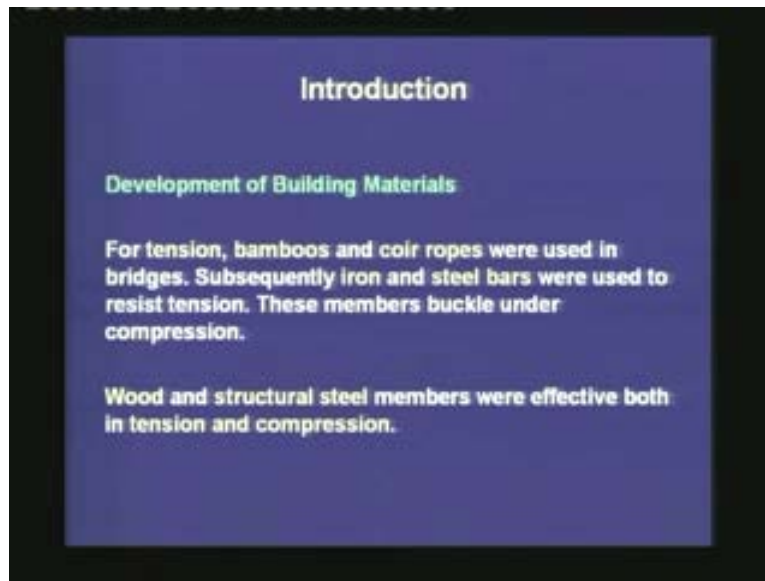 Introduction
Development of Building Materials
For tension, bamboos and coir ropes were used in
bridges. Subsequently iron and steel bars were used to
resist tension. These members buckle under
compression.
Wood and structural steel members were effective both
in tension and compression.